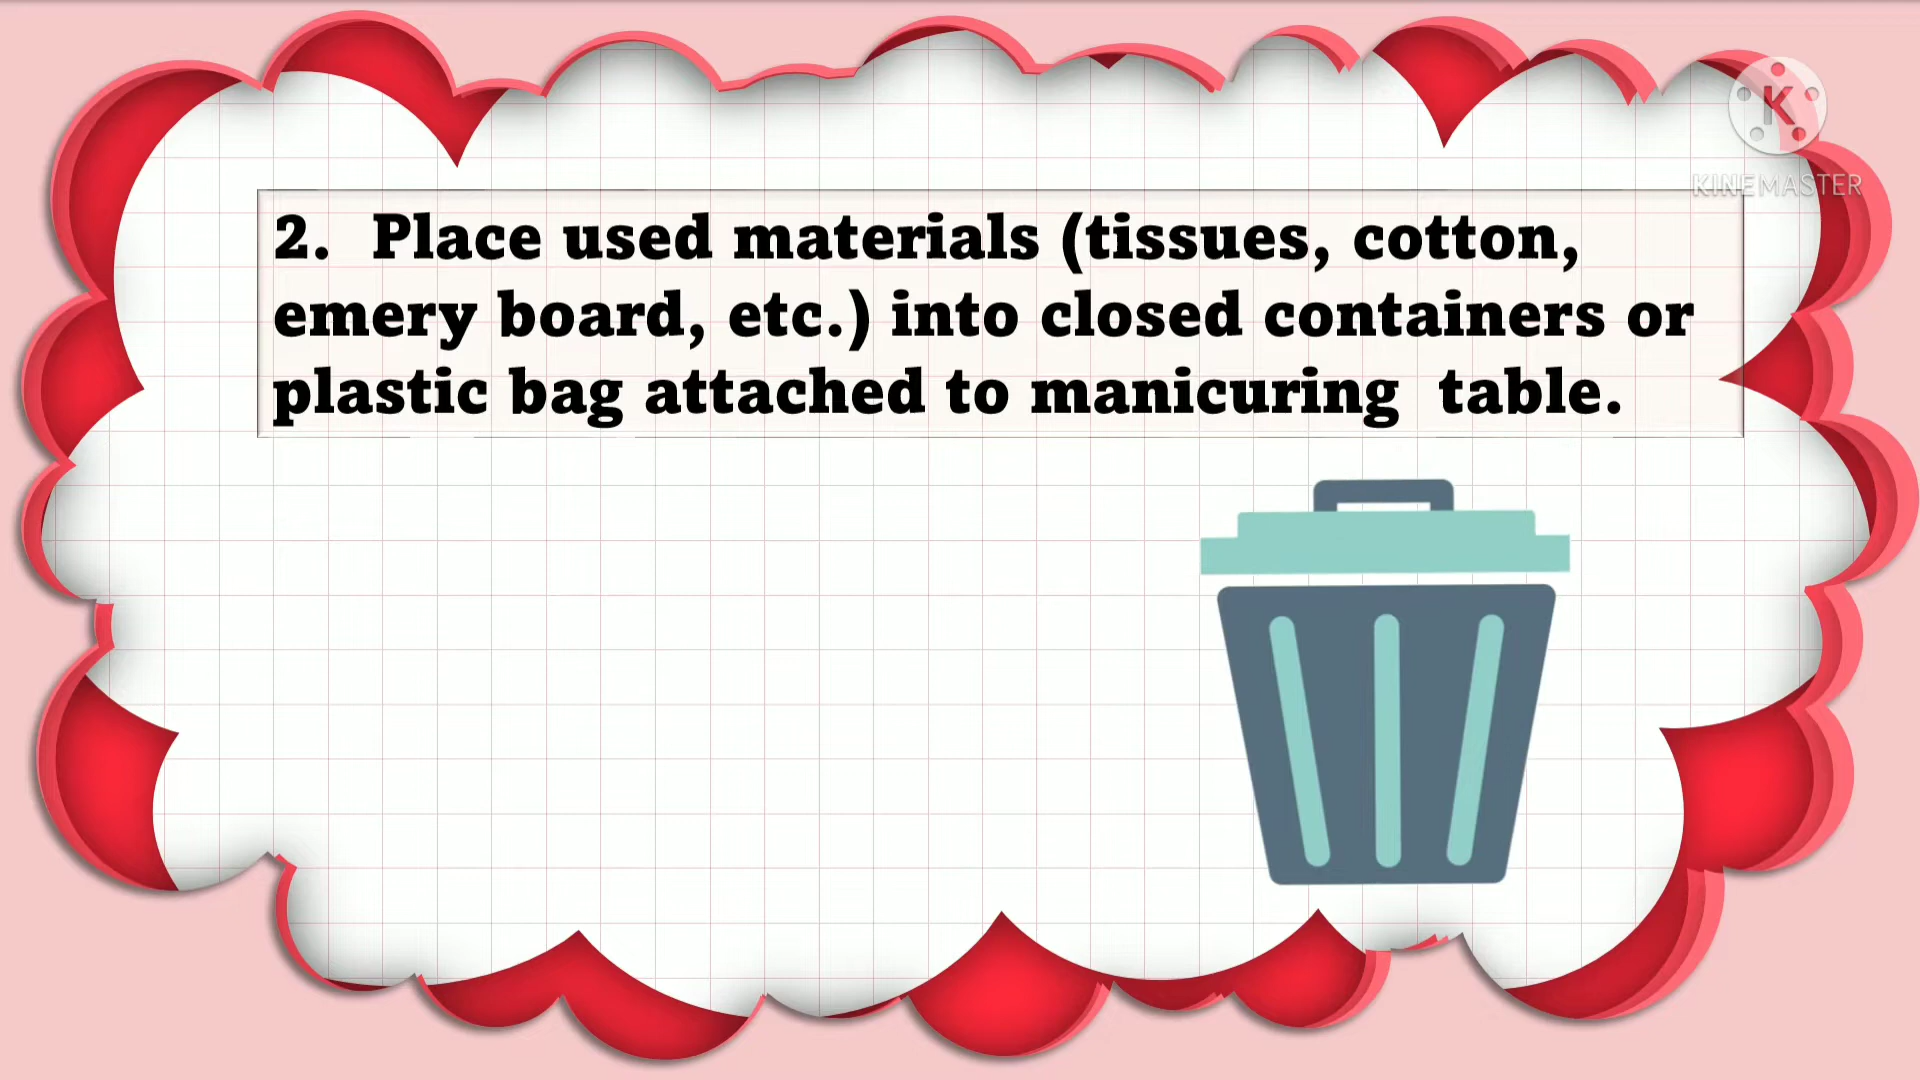 K
KINEMASTER
2. Place used materials (tissues, cotton,
emery board, etc.) into closed containers or
plastic bag attached to manicuring table.